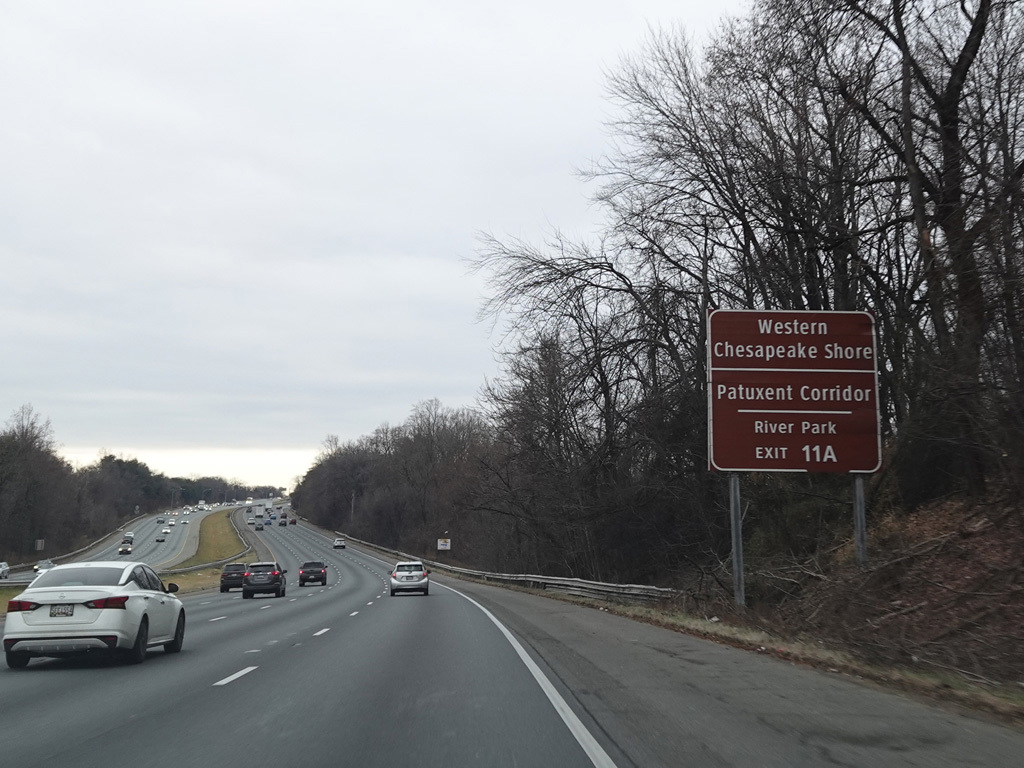 Western
Chesapeake Shore
Patuxent Corridor
River Park
EXIT 11A